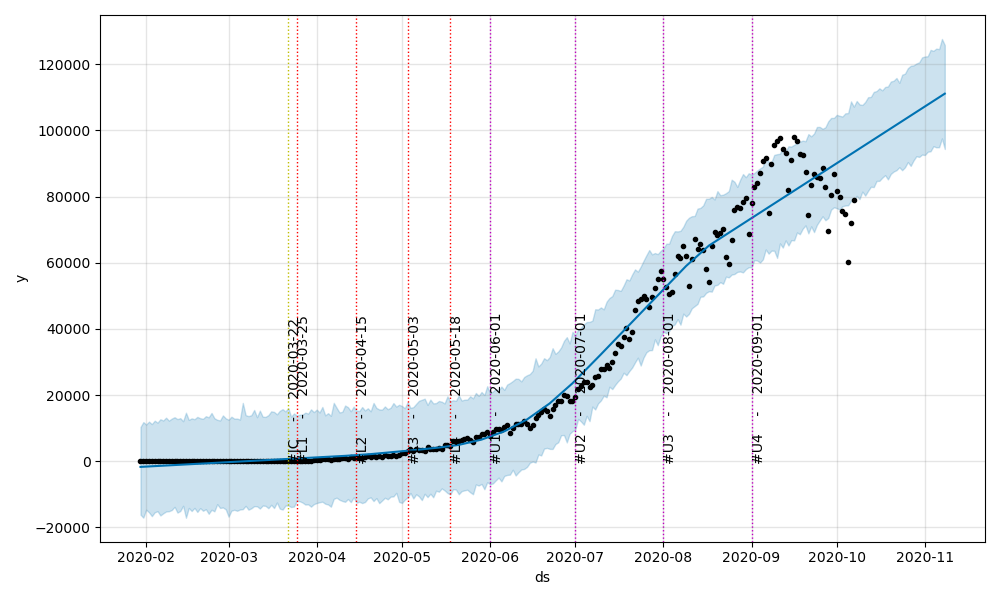 120000
100000
80000
60000
40000
20000
0
−20000
y
#JC - 2020-03-22
#L1 - 2020-03-25
#L2 - 2020-04-15
#L3 - 2020-05-03
#L4 - 2020-05-18
#U1 - 2020-06-01
#U2 - 2020-07-01
#U3 - 2020-08-01
#U4 - 2020-09-01
2020-02
2020-03
2020-04
2020-05
2020-06
2020-07
2020-08
2020-09
2020-10
2020-11
ds